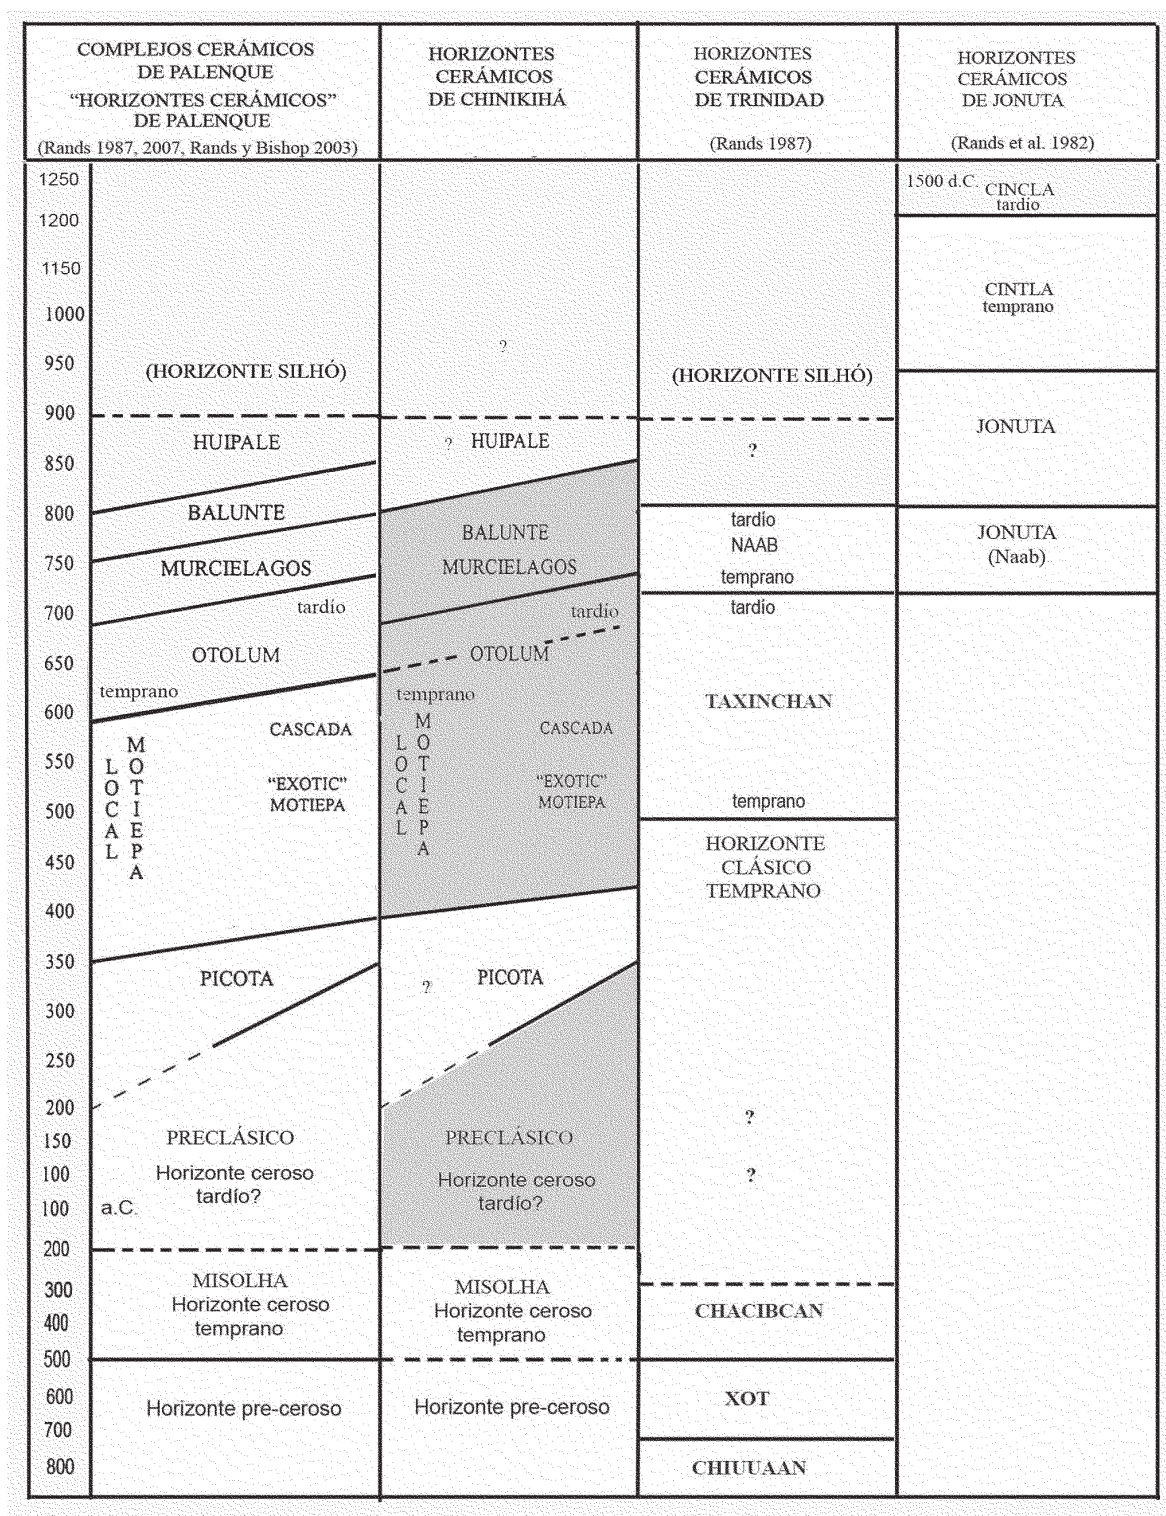 COMPLEJOS CERÁMICOS
DE PALENQUE
“HORIZONTES CERÁMICOS”
DE PALENQUE
(Rands 1987, 2007, Rands y Bishop 2003)
HORIZONTES
CERÁMICOS
DE CHINIKIHÁ
HORIZONTES
CERÁMICOS
DE TRINIDAD
(Rands 1987)
HORIZONTES
CERÁMICOS
DE JONUTA
(Rands et al. 1982)
1250
1200
1150
1000
950
900
850
800
750
700
650
600
550
500
450
400
350
300
250
200
150
100
100 a.C.
200
300
400
500
600
700
800
(HORIZONTE SILHÓ)
HUIPALE
BALUNTE
MURCIELAGOS
tardío
OTOLUM
temprano
LOCAL
MOTIEPA
CASCADA
“EXOTIC”
MOTIEPA
PICOTA
PRECLÁSICO
Horizonte ceroso
tardío?
MISOLHA
Horizonte ceroso
temprano
Horizonte pre-ceroso
?
? HUIPALE
BALUNTE
MURCIELAGOS
tardío
OTOLUM
temprano
LOCAL
MOTIEPA
CASCADA
“EXOTIC”
MOTIEPA
? PICOTA
PRECLÁSICO
Horizonte ceroso
tardío?
MISOLHA
Horizonte ceroso
temprano
Horizonte pre-ceroso
(HORIZONTE SILHÓ)
?
tardío
NAAB
temprano
tardío
TAXINCHAN
temprano
HORIZONTE
CLÁSICO
TEMPRANO
?
?
CHACIBCAN
XOT
CHIUUAAN
1500 d.C.
CINCLA
tardío
CINTLA
temprano
JONUTA
JONUTA
(Naab)